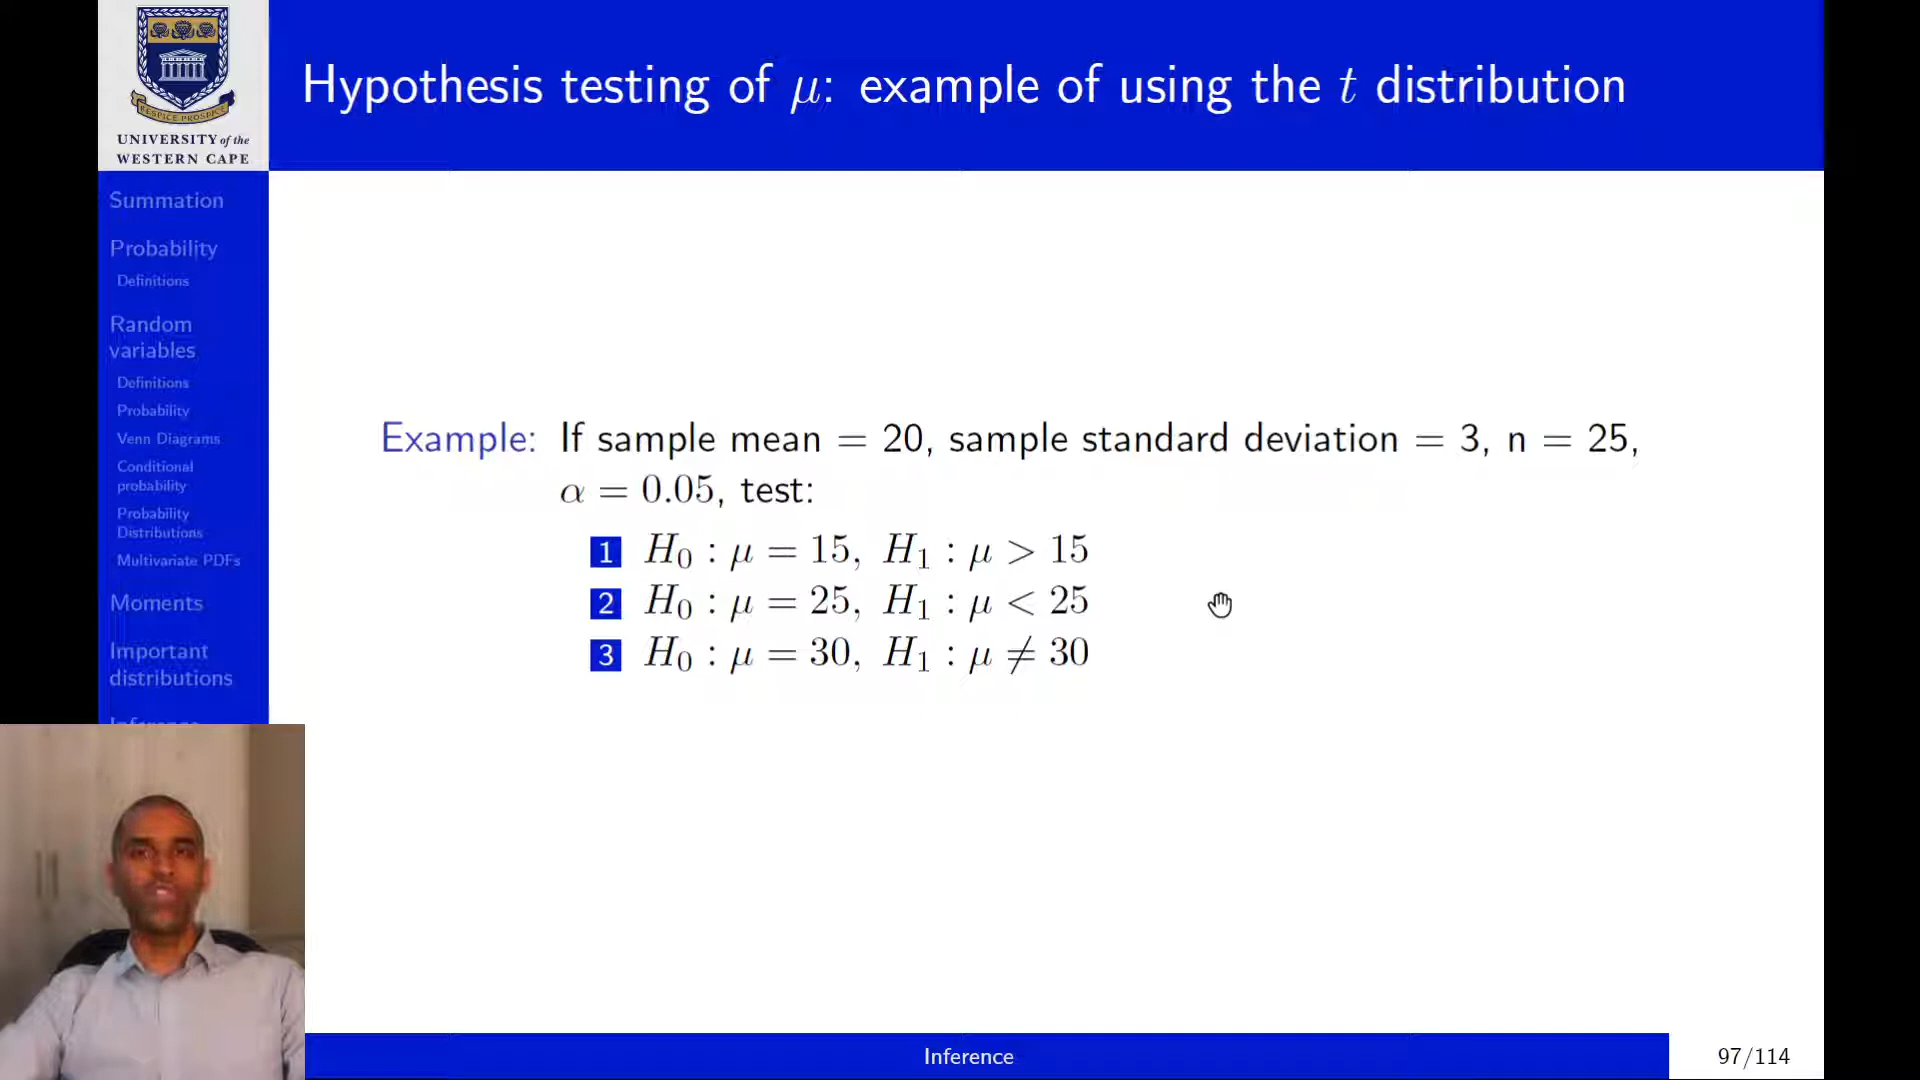 Hypothesis testing of μ: example of using the t distribution
RESPICE PROSPICE
UNIVERSITY of the
WESTERN CAPE
Summation
Probability
Definitions
Random
variables
Definitions
Probability
Venn Diagrams
Conditional
probability
Probability
Distributions
Multivariate PDFs
Moments
Important
distributions
Inference
Example: If sample mean = 20, sample standard deviation = 3, n = 25,
α = 0.05, test:
1 H₀ : μ = 15, H₁ : μ > 15
2 H₀ : μ = 25, H₁ : μ < 25
3 H₀ : μ = 30, H₁ : μ ≠ 30
Inference
97/114